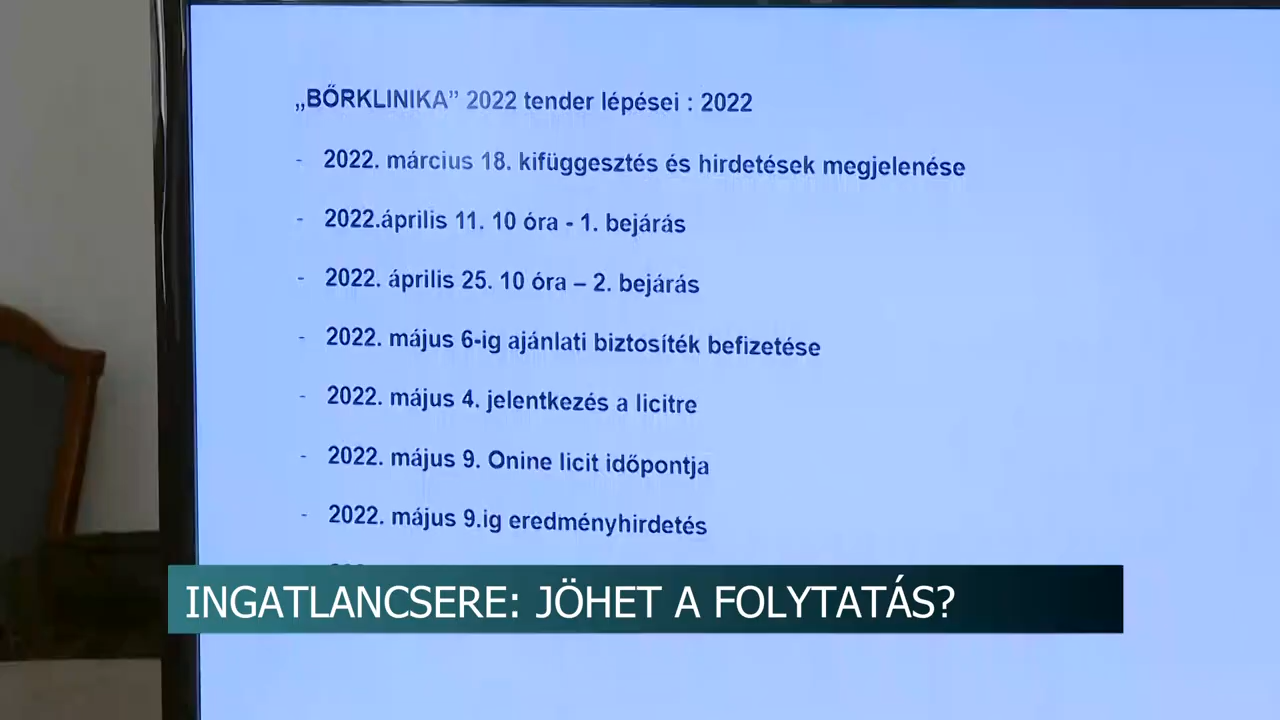 „BŐRKLINIKA” 2022 tender lépései : 2022
- 2022. március 18. kifüggesztés és hirdetések megjelenése
- 2022.április 11. 10 óra - 1. bejárás
- 2022. április 25. 10 óra – 2. bejárás
- 2022. május 6-ig ajánlati biztosíték befizetése
- 2022. május 4. jelentkezés a licitre
- 2022. május 9. Onine licit időpontja
- 2022. május 9.ig eredményhirdetés
INGATLANCSERE: JÖHET A FOLYTATÁS?